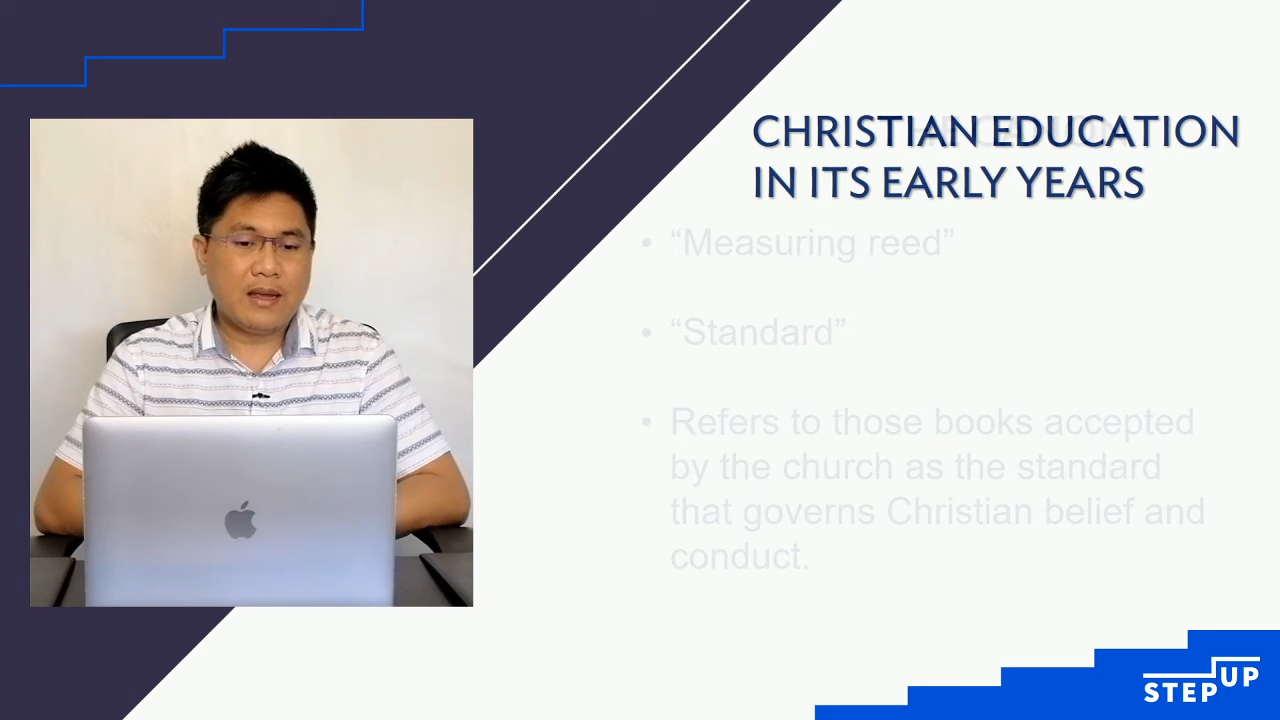 CHRISTIAN EDUCATION
IN ITS EARLY YEARS
• “Measuring reed”
• “Standard”
• Refers to those books accepted
by the church as the standard
that governs Christian belief and
conduct.
STEP UP